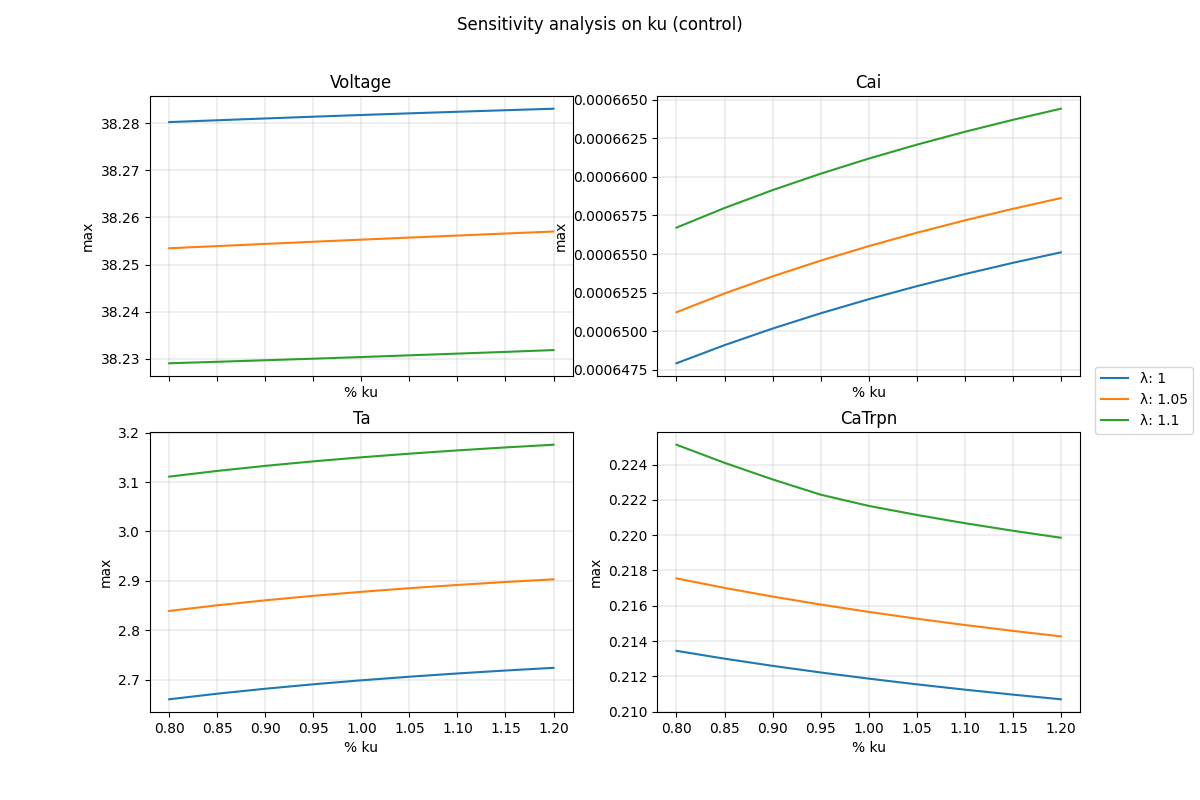 Sensitivity analysis on ku (control)
Voltage
38.28
38.27
38.26
38.25
38.24
38.23
max
% ku
Cai
0.0006650
0.0006625
0.0006600
0.0006575
0.0006550
0.0006525
0.0006500
0.0006475
max
% ku
λ: 1
λ: 1.05
λ: 1.1
Ta
3.2
3.1
3.0
2.9
2.8
2.7
max
0.80 0.85 0.90 0.95 1.00 1.05 1.10 1.15 1.20
% ku
CaTrpn
0.224
0.222
0.220
0.218
0.216
0.214
0.212
0.210
max
0.80 0.85 0.90 0.95 1.00 1.05 1.10 1.15 1.20
% ku